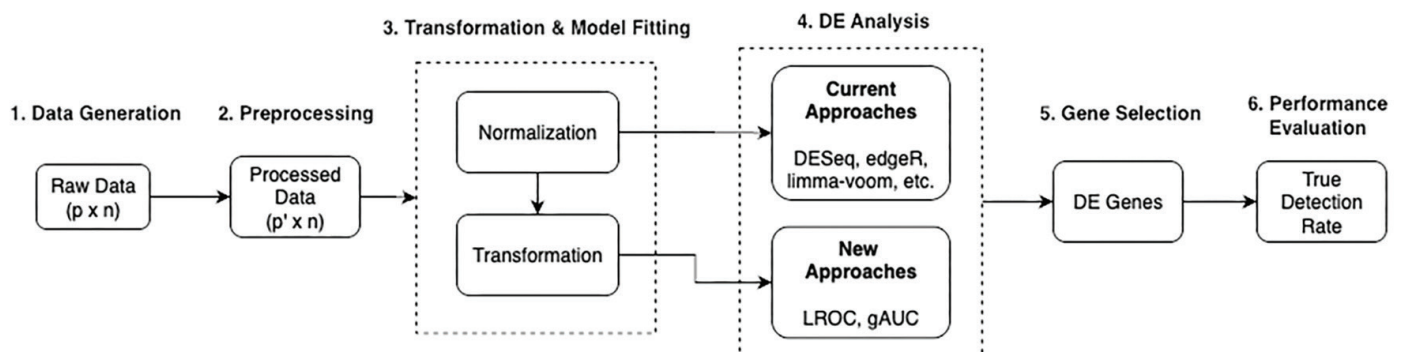 1. Data Generation
Raw Data
(p x n)
2. Preprocessing
Processed
Data
(p' x n)
3. Transformation & Model Fitting
Normalization
Transformation
4. DE Analysis
Current
Approaches
DESeq, edgeR,
limma-voom, etc.
New
Approaches
LROC, gAUC
5. Gene Selection
DE Genes
6. Performance
Evaluation
True
Detection
Rate